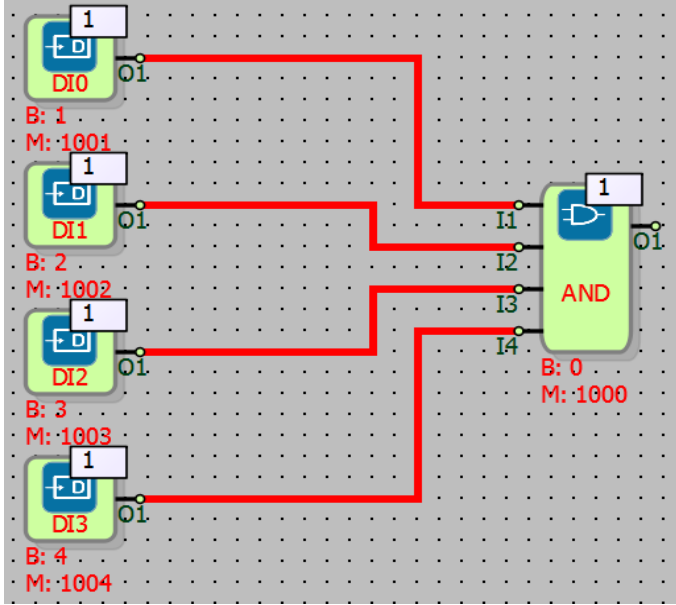 1
D
DI0
O1
B: 1
M: 1001
1
D
DI1
O1
B: 2
M: 1002
1
D
DI2
O1
B: 3
M: 1003
1
D
DI3
O1
B: 4
M: 1004
1
I1
I2
I3
I4
AND
O1
B: 0
M: 1000